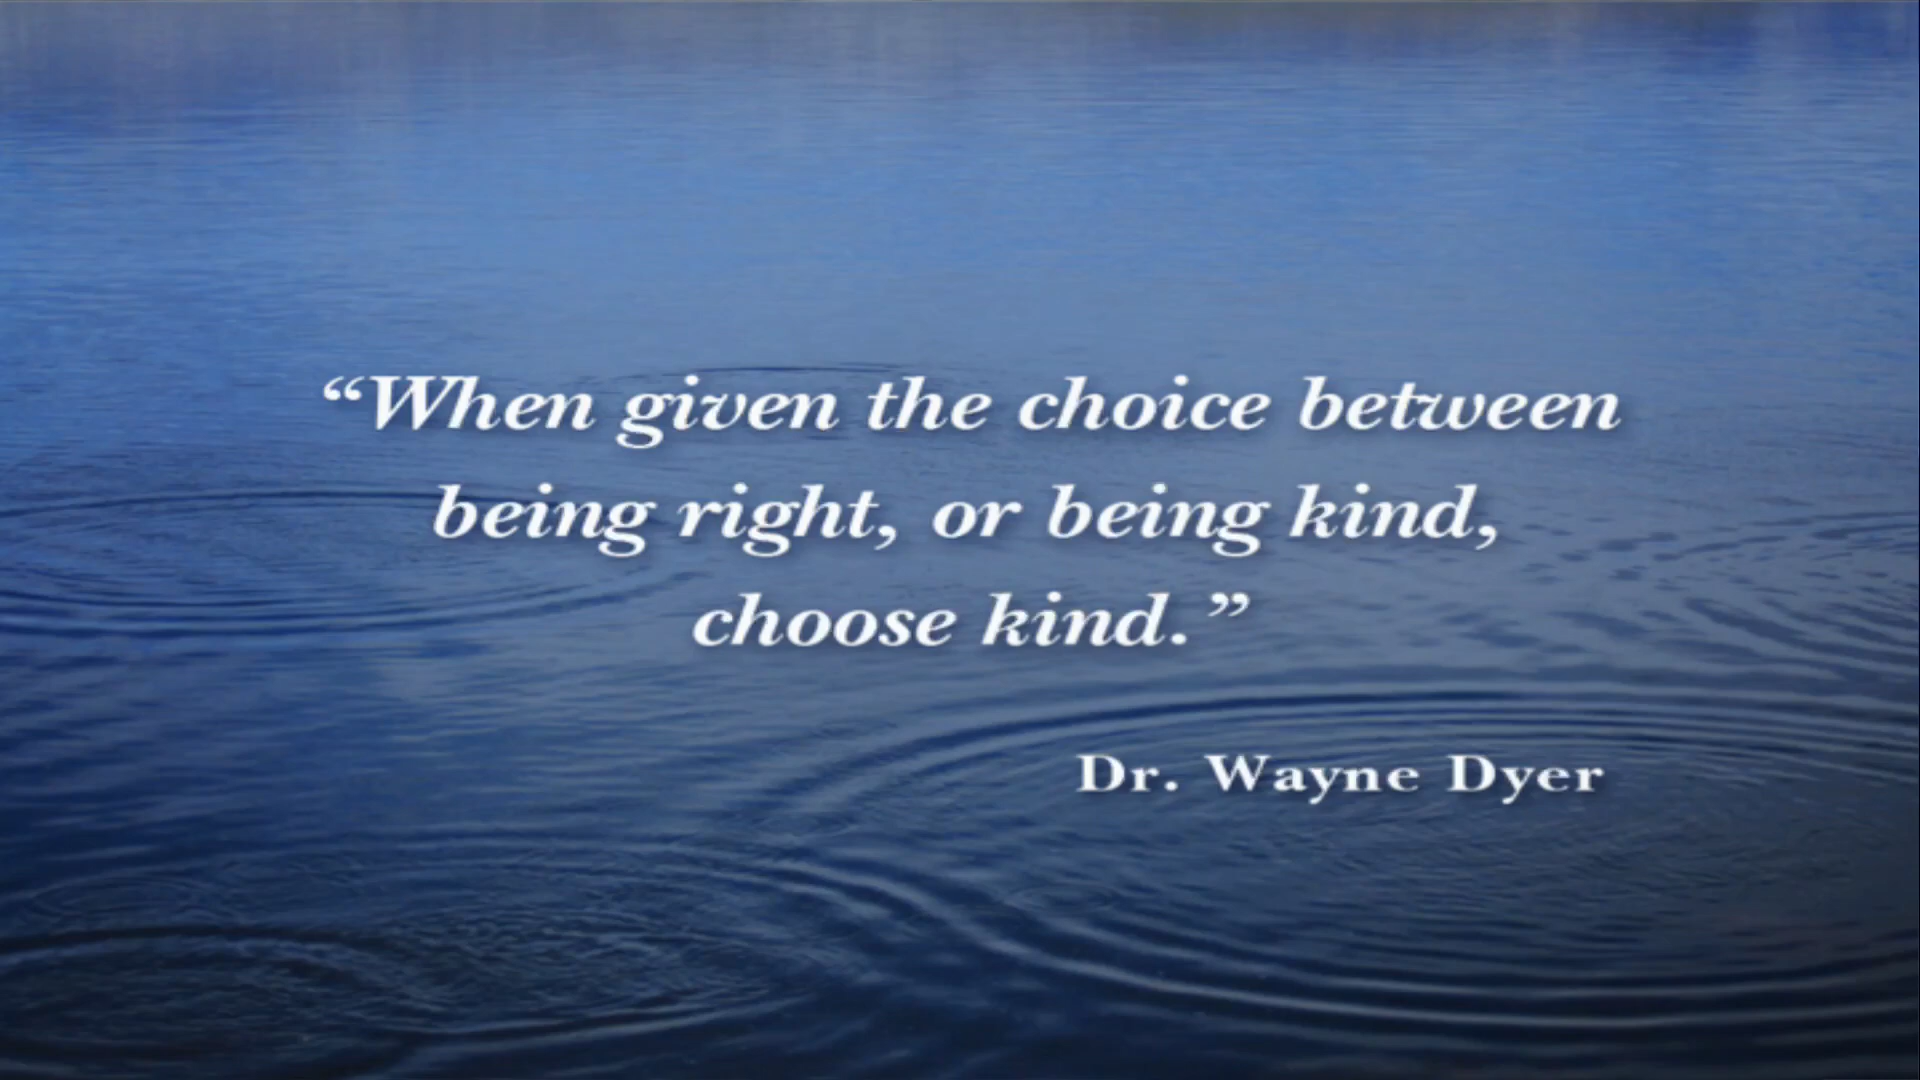 “When given the choice between
being right, or being kind,
choose kind.”
Dr. Wayne Dyer